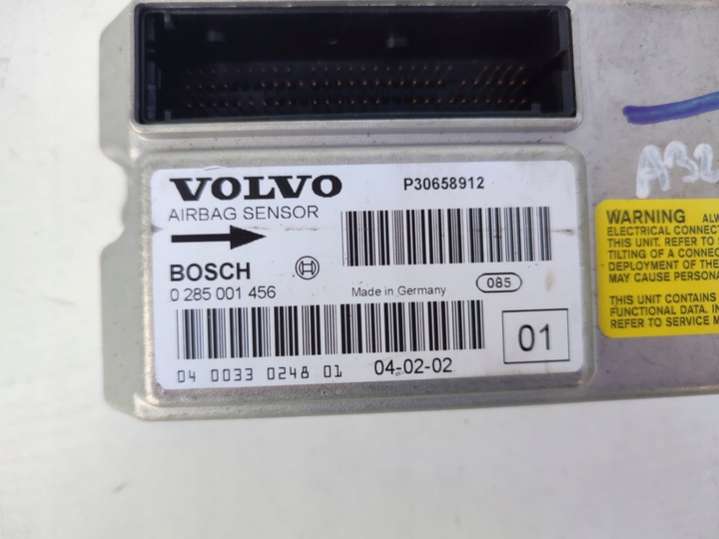 VOLVO
P30658912
AIRBAG SENSOR
BOSCH
0 285 001 456
Made in Germany
085
04 0033 0248 01
04-02-02
01
WARNING
ELECTRICAL CONNEC
THIS UNIT. REFER TO
TILTING OF A CONNEC
DEPLOYMENT OF THE
MAY CAUSE PERSONA
THIS UNIT CONTAINS
FUNCTIONAL DATA. IN
REFER TO SERVICE M